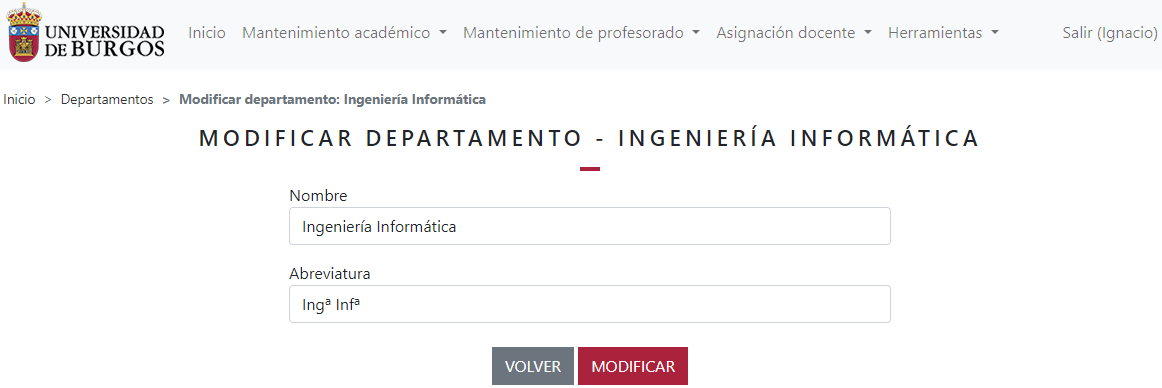 UNIVERSIDAD
DE BURGOS
Inicio Mantenimiento académico Mantenimiento de profesorado Asignación docente Herramientas Salir (Ignacio)
Inicio > Departamentos > Modificar departamento: Ingeniería Informática
MODIFICAR DEPARTAMENTO - INGENIERÍA INFORMÁTICA
Nombre
Ingeniería Informática
Abreviatura
Ingª Infª
VOLVER MODIFICAR